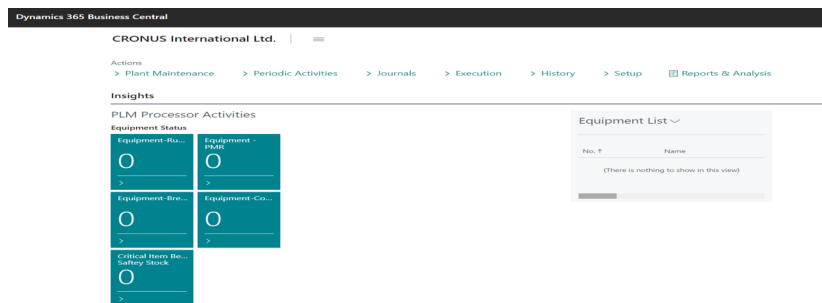 Dynamics 365 Business Central
CRONUS International Ltd.
Actions
> Plant Maintenance > Periodic Activities > Journals > Execution > History > Setup Reports & Analysis
Insights
PLM Processor Activities
Equipment Status
Equipment-Ru...
0
>
Equipment -
PMR
0
>
Equipment-Bre...
0
>
Equipment-Co...
0
>
Critical Item Be...
Saftey Stock
0
>
Equipment List
No. ↑ Name
(There is nothing to show in this view)